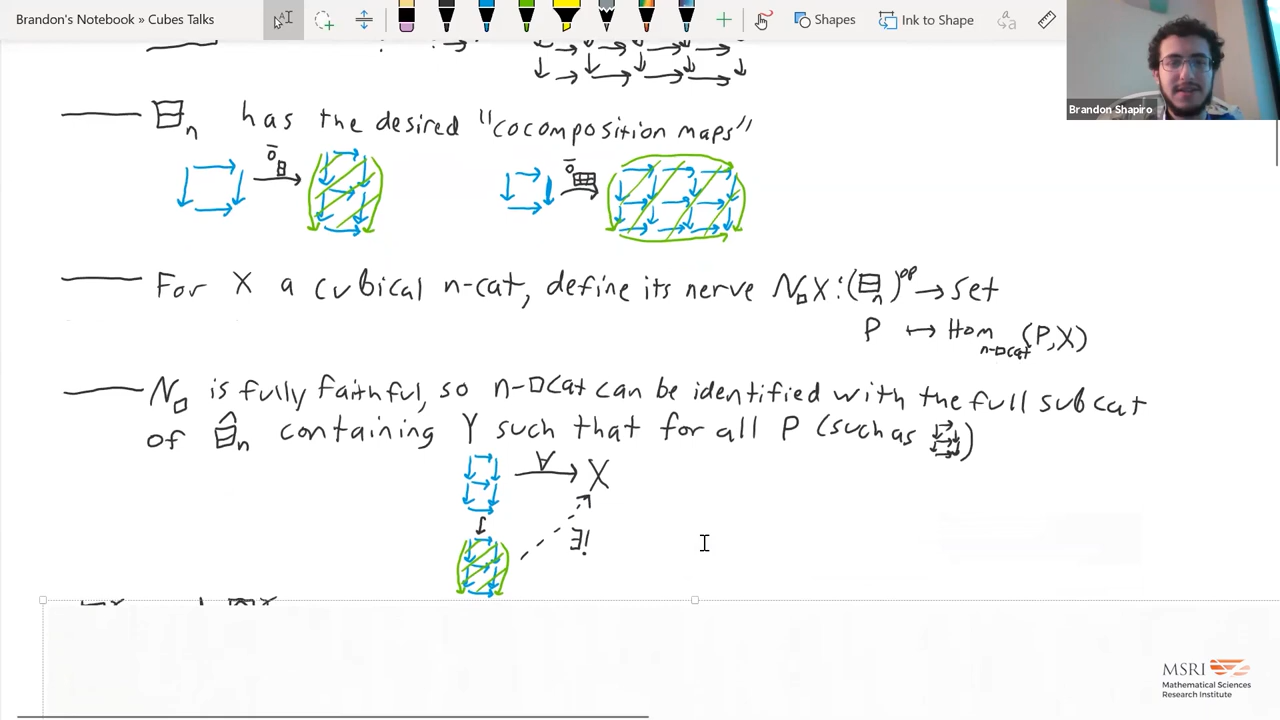 Brandon's Notebook » Cubes Talks
Shapes
Ink to Shape
Brandon Shapiro
has the desired "cocomposition maps"
For X a cubical n-cat, define its nerve N□X : (日n)^op → Set
P ↦ Hom n-□cat (P,X)
N□ is fully faithful, so n-□Cat can be identified with the full subcat
of containing Y such that for all P (such as )
∀ X
∃!
MSRI
Mathematical Sciences
Research Institute